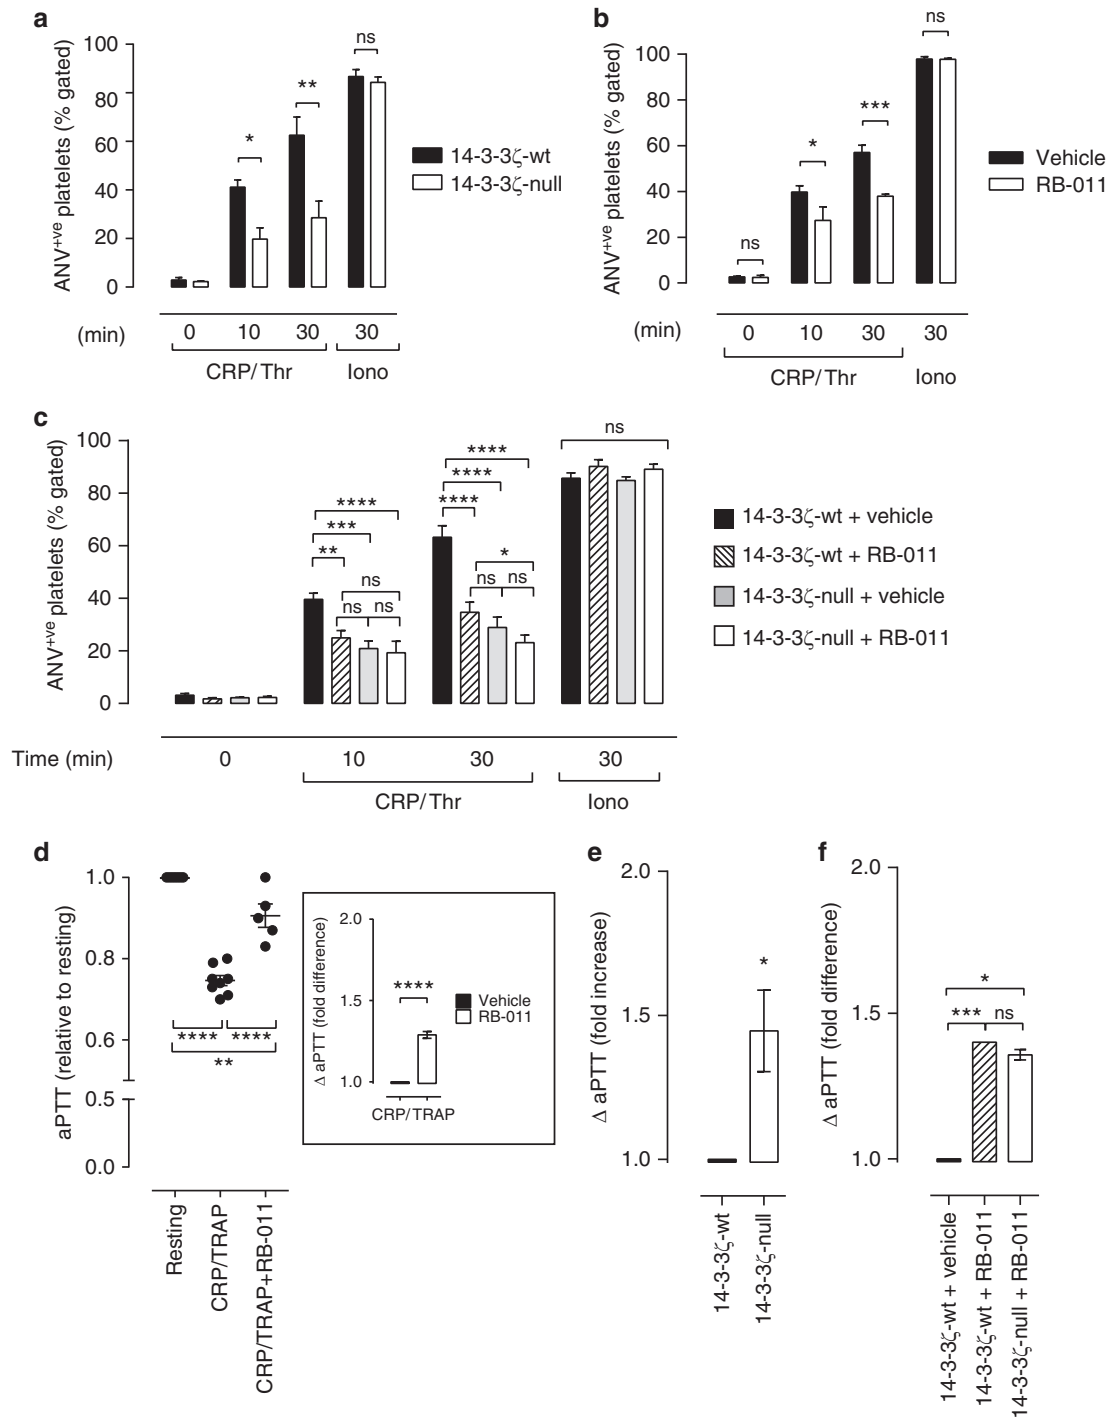 a
ANV+ve platelets (% gated)
100
80
60
40
20
0
*
**
ns
14-3-3ζ-wt
14-3-3ζ-null
(min)
0 10 30 30
CRP/Thr Iono
b
ANV+ve platelets (% gated)
100
80
60
40
20
0
ns
*
***
ns
Vehicle
RB-011
(min)
0 10 30 30
CRP/Thr Iono
c
ANV+ve platelets (% gated)
100
80
60
40
20
0
****
***
**
ns
ns ns
****
****
****
*
ns ns
ns
14-3-3ζ-wt + vehicle
14-3-3ζ-wt + RB-011
14-3-3ζ-null + vehicle
14-3-3ζ-null + RB-011
Time (min) 0 10 30 30
CRP/Thr Iono
d
aPTT (relative to resting)
1.0
0.8
0.6
0.5
0.0
**** ****
**
Resting
CRP/TRAP
CRP/TRAP+RB-011
Δ aPTT (fold difference)
2.0
1.5
1.0
****
Vehicle
RB-011
CRP/TRAP
e
Δ aPTT (fold increase)
2.0
1.5
1.0
*
14-3-3ζ-wt
14-3-3ζ-null
f
Δ aPTT (fold difference)
2.0
1.5
1.0
*
*** ns
14-3-3ζ-wt + vehicle
14-3-3ζ-wt + RB-011
14-3-3ζ-null + RB-011